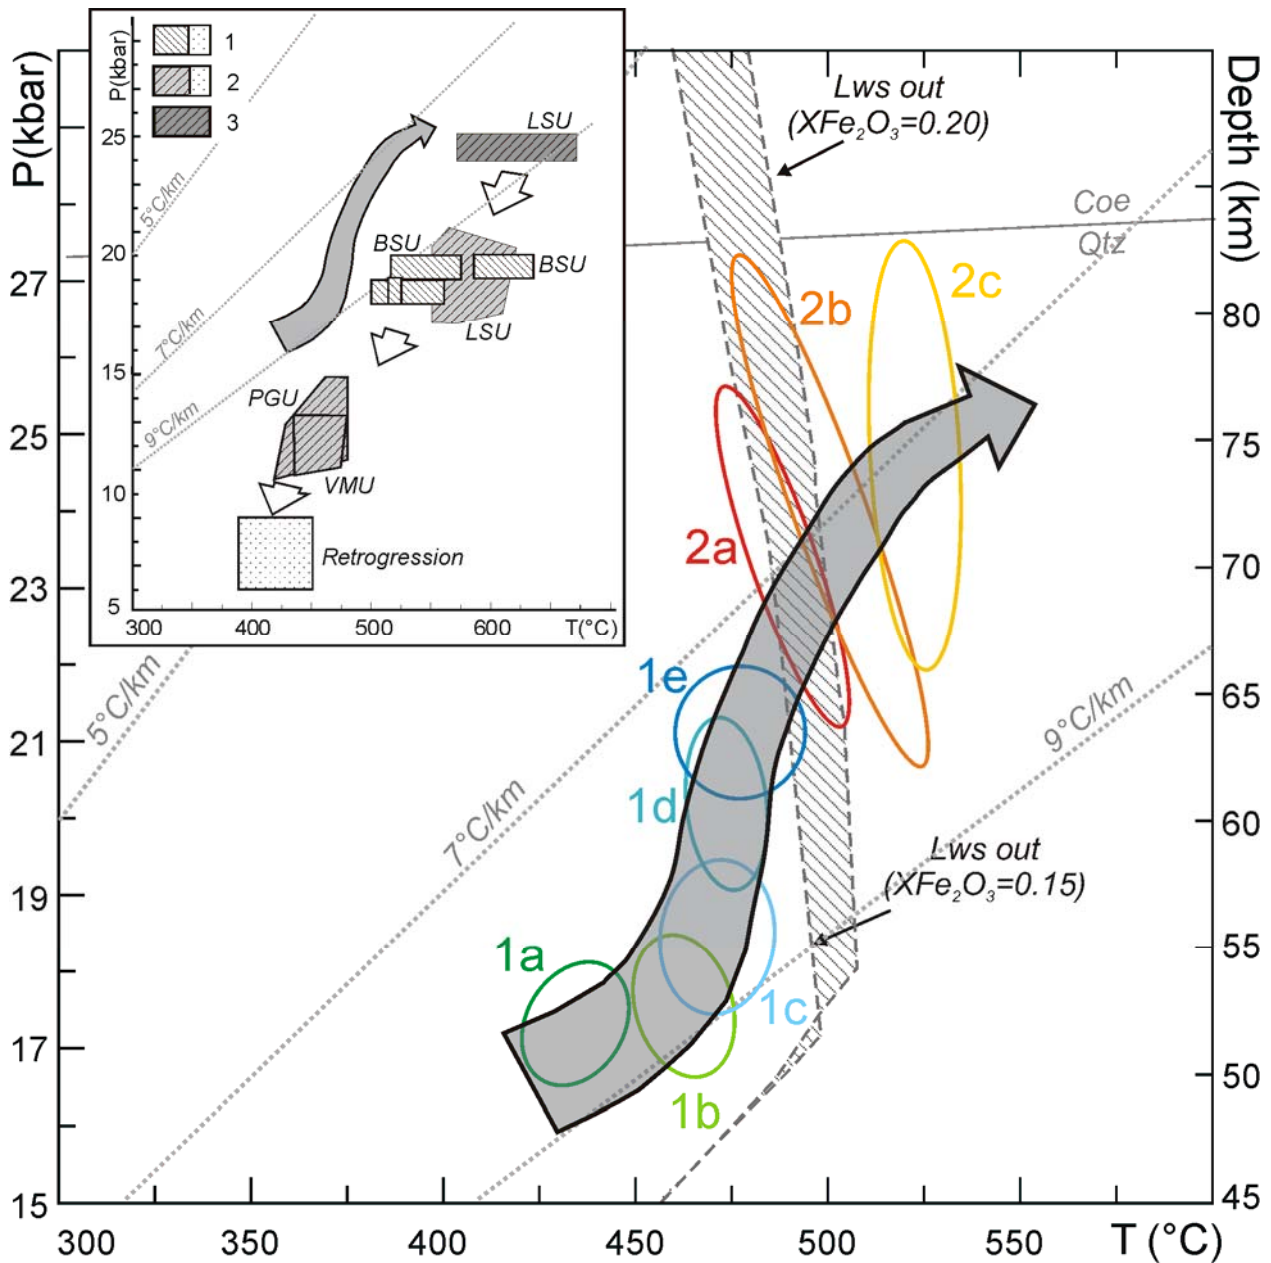 P(kbar)
25
20
15
10
5
300
400
500
600
T(°C)
1
2
3
5°C/km
7°C/km
9°C/km
LSU
BSU
BSU
LSU
PGU
VMU
Retrogression
P(kbar)
27
25
23
21
19
17
15
300
350
400
450
500
550
T (°C)
Depth (km)
80
75
70
65
60
55
50
45
Lws out
(XFe₂O₃=0.20)
Coe
Qtz
2c
2b
2a
1e
1d
5°C/km
7°C/km
9°C/km
Lws out
(XFe₂O₃=0.15)
1a
1c
1b